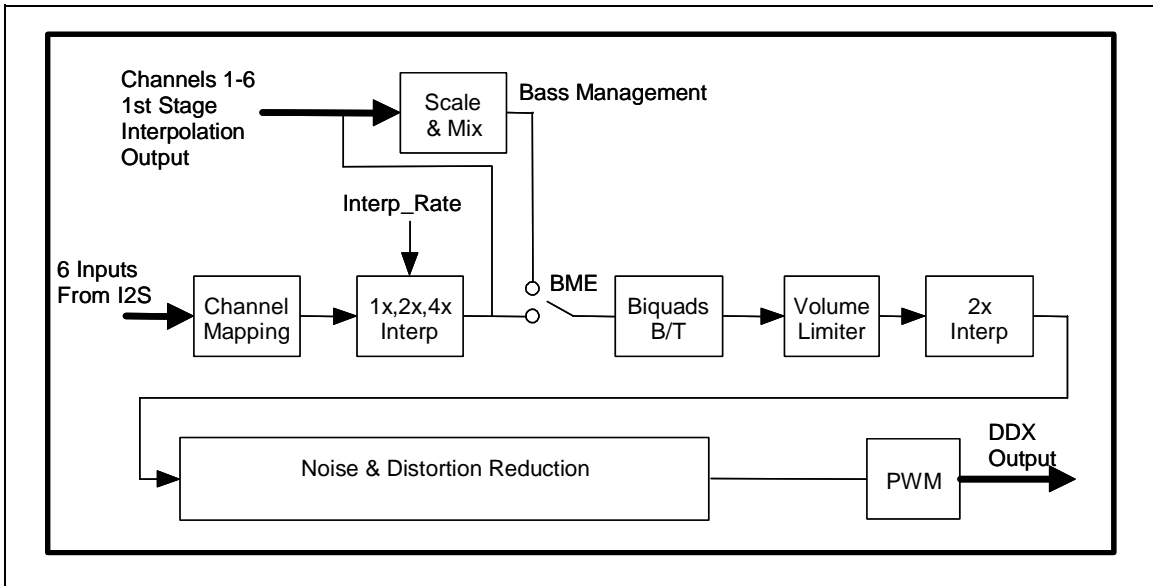 Channels 1-6
1st Stage
Interpolation
Output
Scale
& Mix
Bass Management
Interp_Rate
6 Inputs
From I2S
Channel
Mapping
1x,2x,4x
Interp
BME
Biquads
B/T
Volume
Limiter
2x
Interp
Noise & Distortion Reduction
PWM
DDX
Output